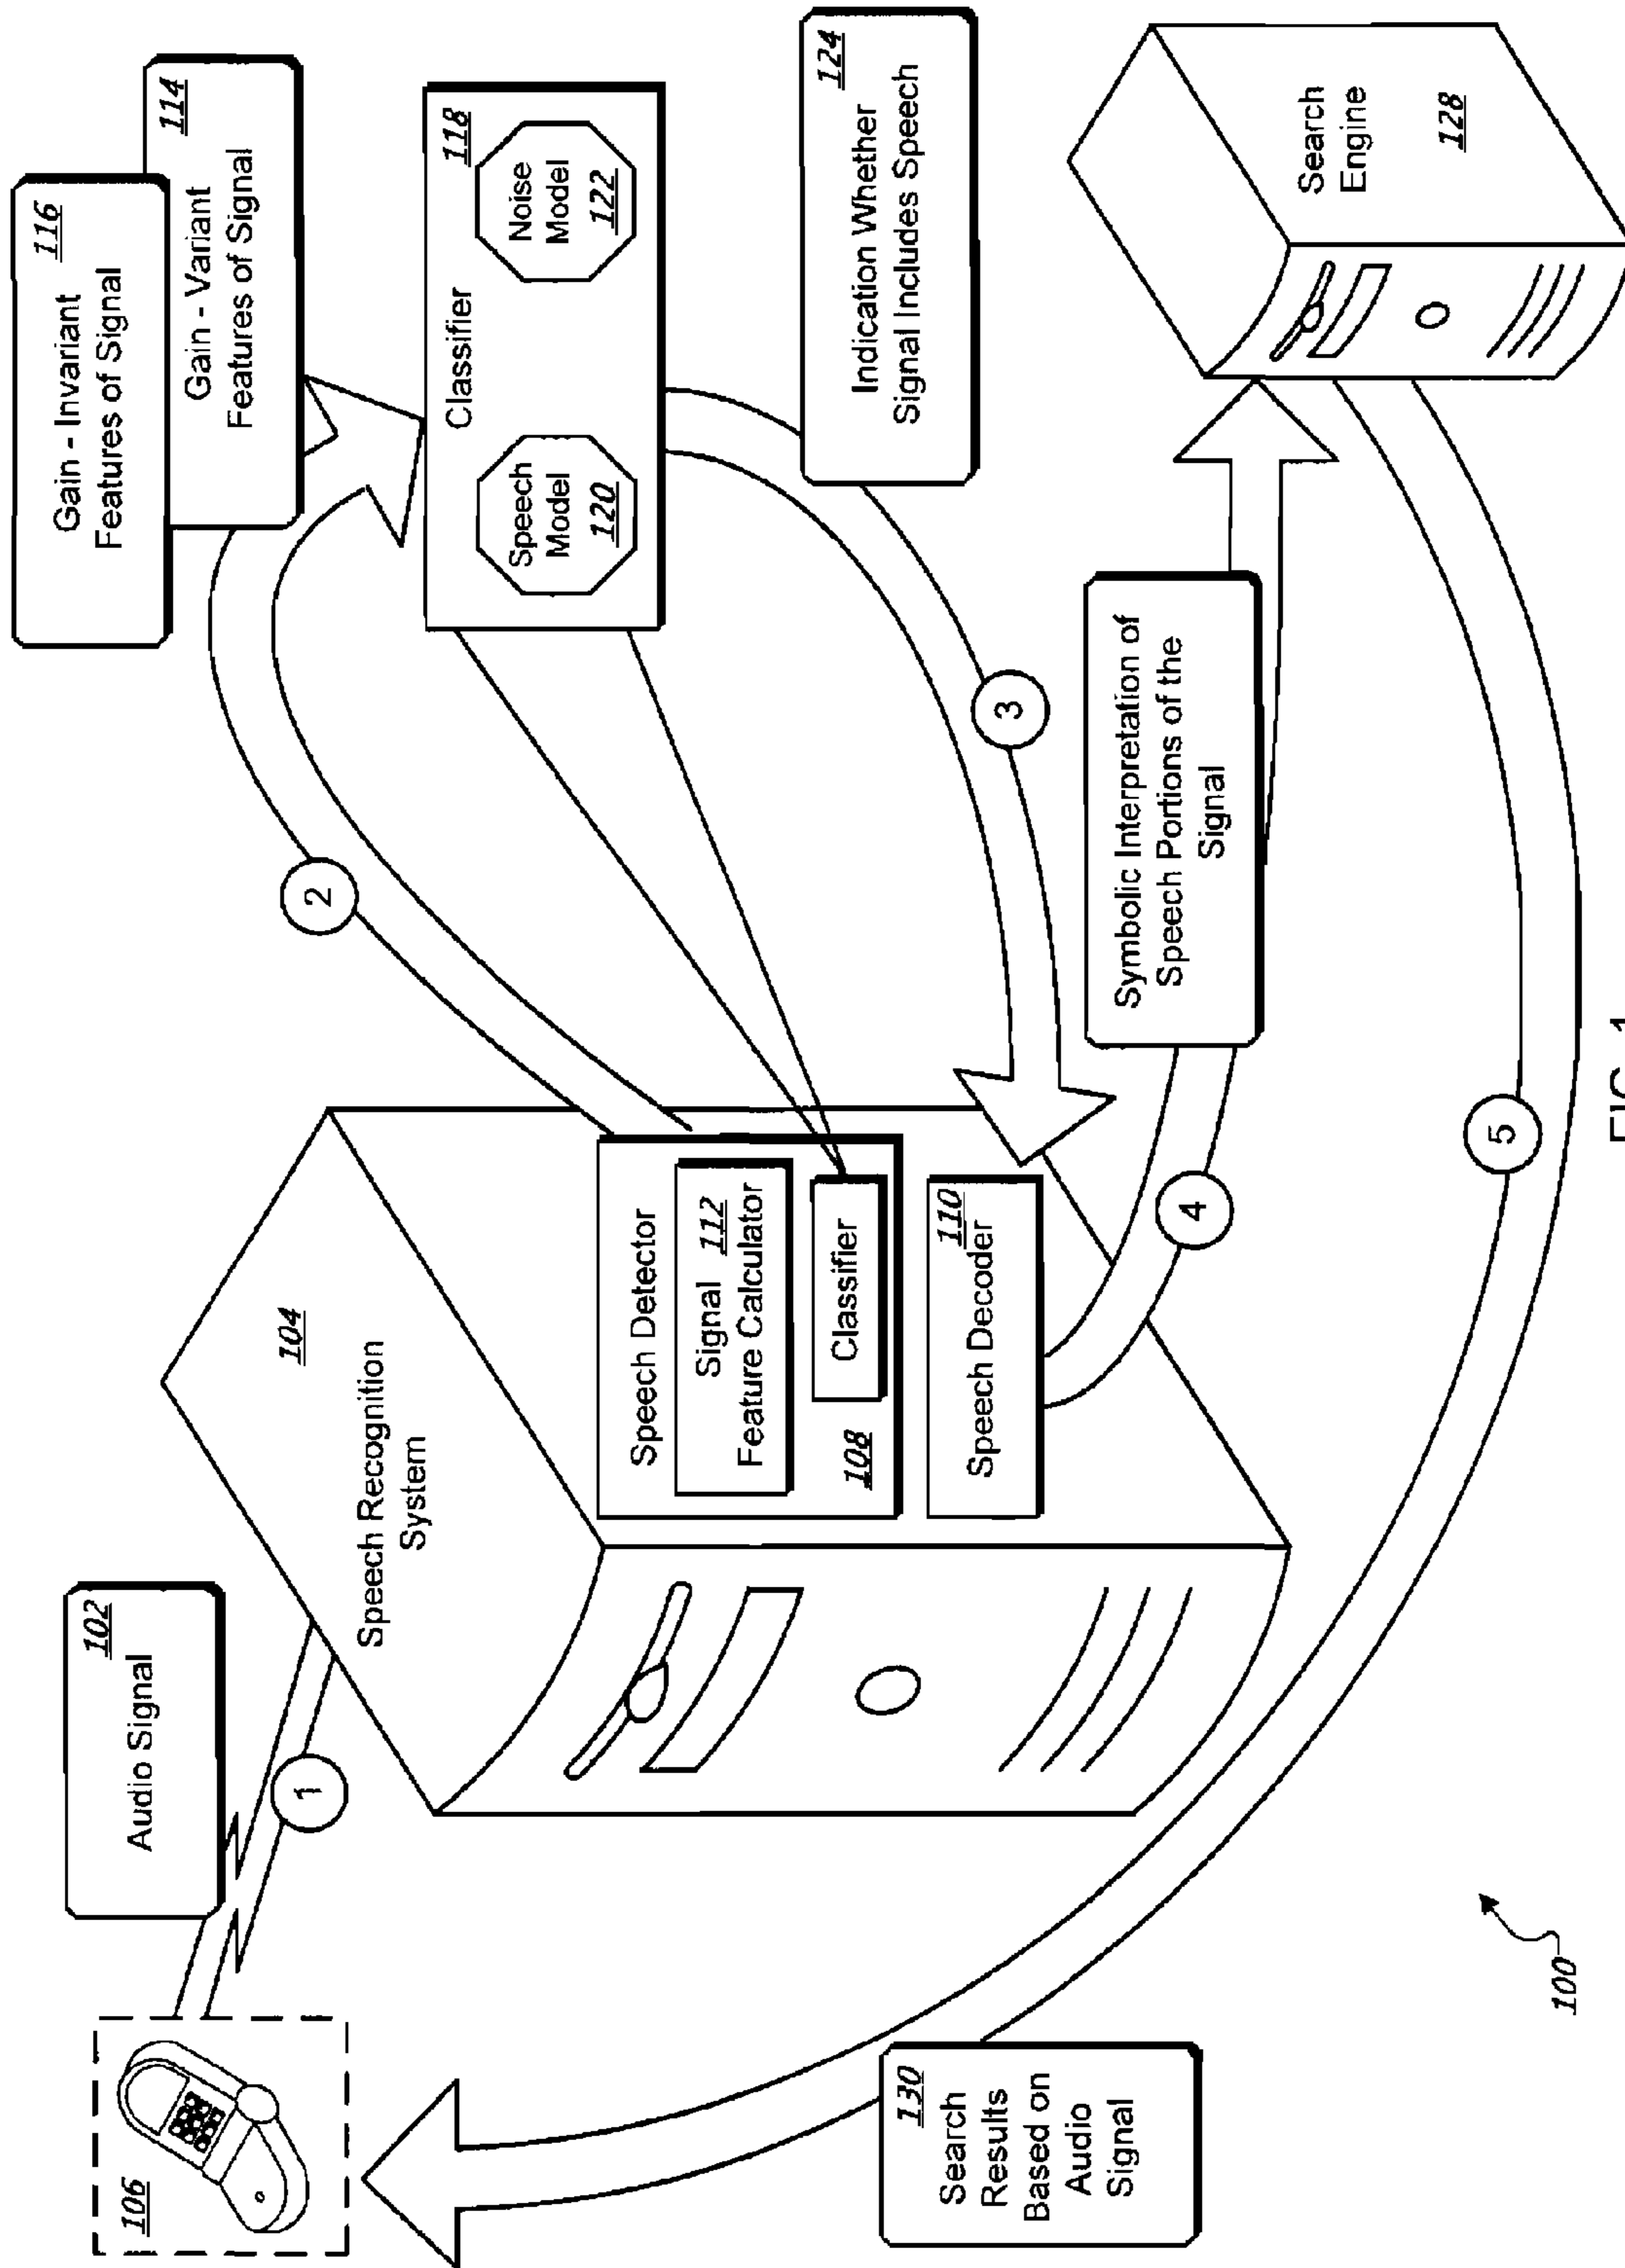 106
102
Audio Signal
1
104
Speech Recognition
System
Speech Detector
Signal 112
Feature Calculator
Classifier
108
Speech Decoder
110
2
116
Gain - Invariant
Features of Signal
114
Gain - Variant
Features of Signal
118
Classifier
Speech
Model
120
Noise
Model
122
3
124
Indication Whether
Signal Includes Speech
4
Symbolic Interpretation of
Speech Portions of the
Signal
Search
Engine
128
5
130
Search
Results
Based on
Audio
Signal
100
FIG. 1